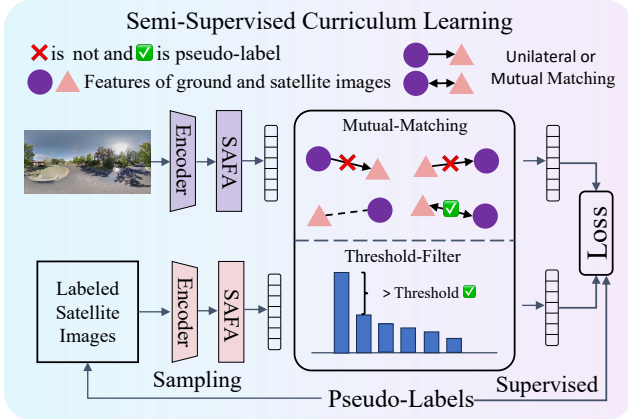 Semi-Supervised Curriculum Learning
is not and is pseudo-label
Features of ground and satellite images
Unilateral or
Mutual Matching
Encoder
SAFA
Mutual-Matching
Loss
Labeled
Satellite
Images
Encoder
SAFA
Threshold-Filter
> Threshold
Sampling
Pseudo-Labels
Supervised